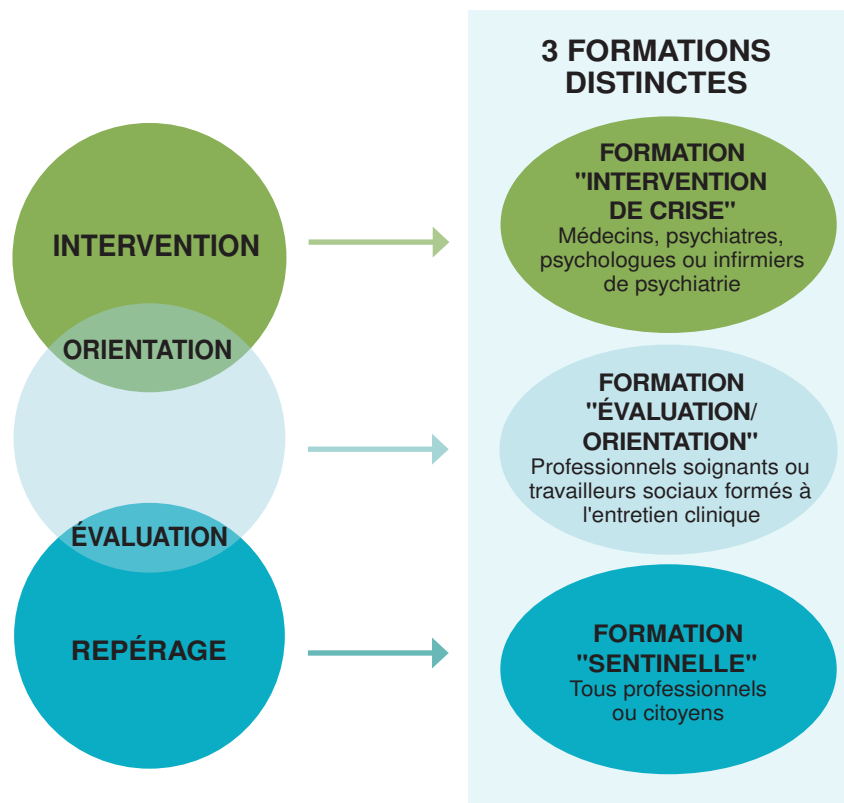 3 FORMATIONS
DISTINCTES
INTERVENTION
ORIENTATION
ÉVALUATION
REPÉRAGE
FORMATION
"INTERVENTION
DE CRISE"
Médecins, psychiatres,
psychologues ou infirmiers
de psychiatrie
FORMATION
"ÉVALUATION/
ORIENTATION"
Professionnels soignants ou
travailleurs sociaux formés à
l'entretien clinique
FORMATION
"SENTINELLE"
Tous professionnels
ou citoyens